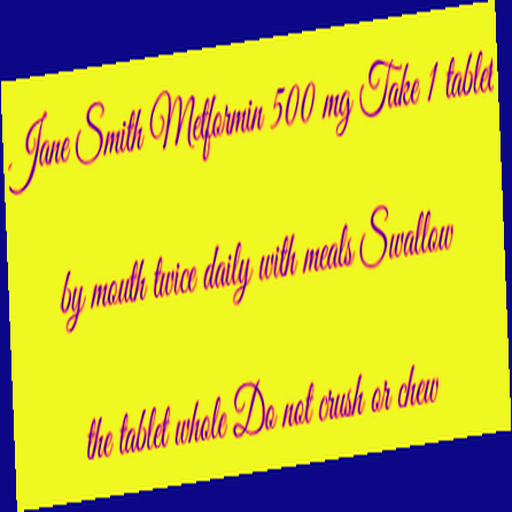 Jane Smith Metformin 500 mg Take 1 tablet
by mouth twice daily with meals Swallow
the tablet whole Do not crush or chew